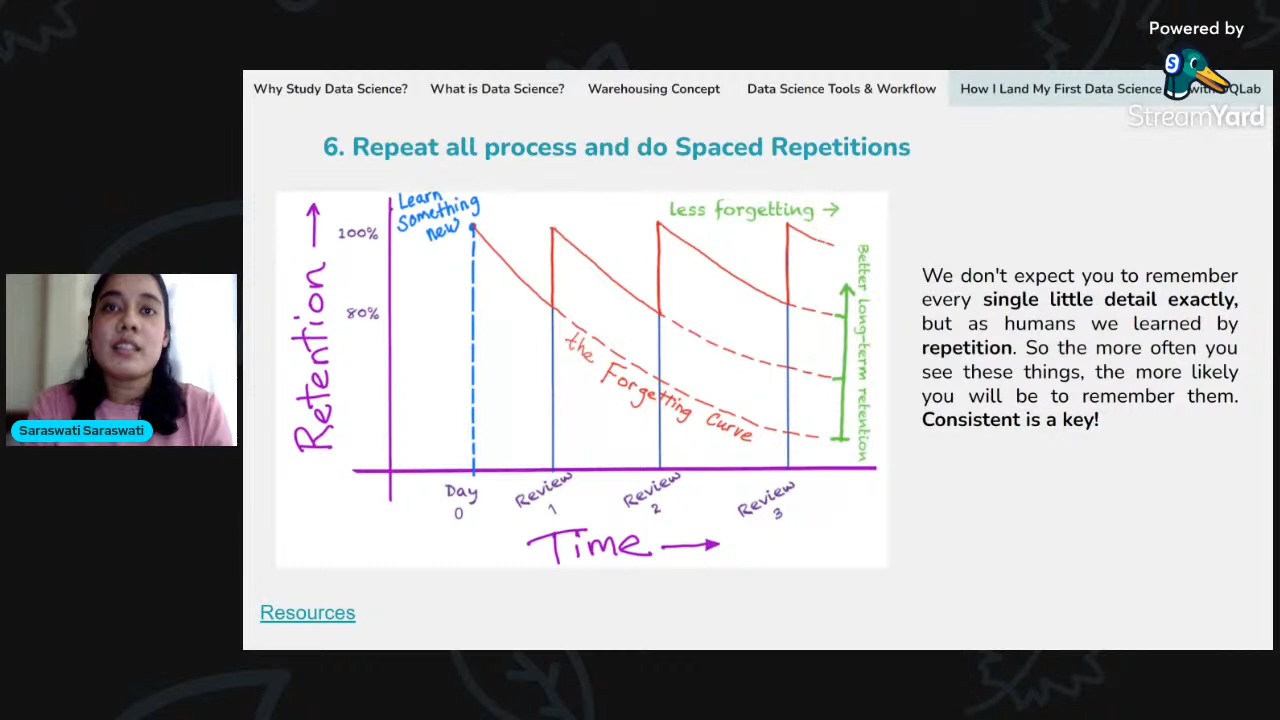 Powered by
S
StreamYard
Why Study Data Science?
What is Data Science?
Warehousing Concept
Data Science Tools & Workflow
How I Land My First Data Science
with
QLab
6. Repeat all process and do Spaced Repetitions
Learn
something
new
less forgetting →
100%
80%
Retention
the Forgetting Curve
Better long-term retention
Day
0
Review
1
Review
2
Review
3
Time
We don't expect you to remember
every single little detail exactly,
but as humans we learned by
repetition. So the more often you
see these things, the more likely
you will be to remember them.
Consistent is a key!
Saraswati Saraswati
Resources